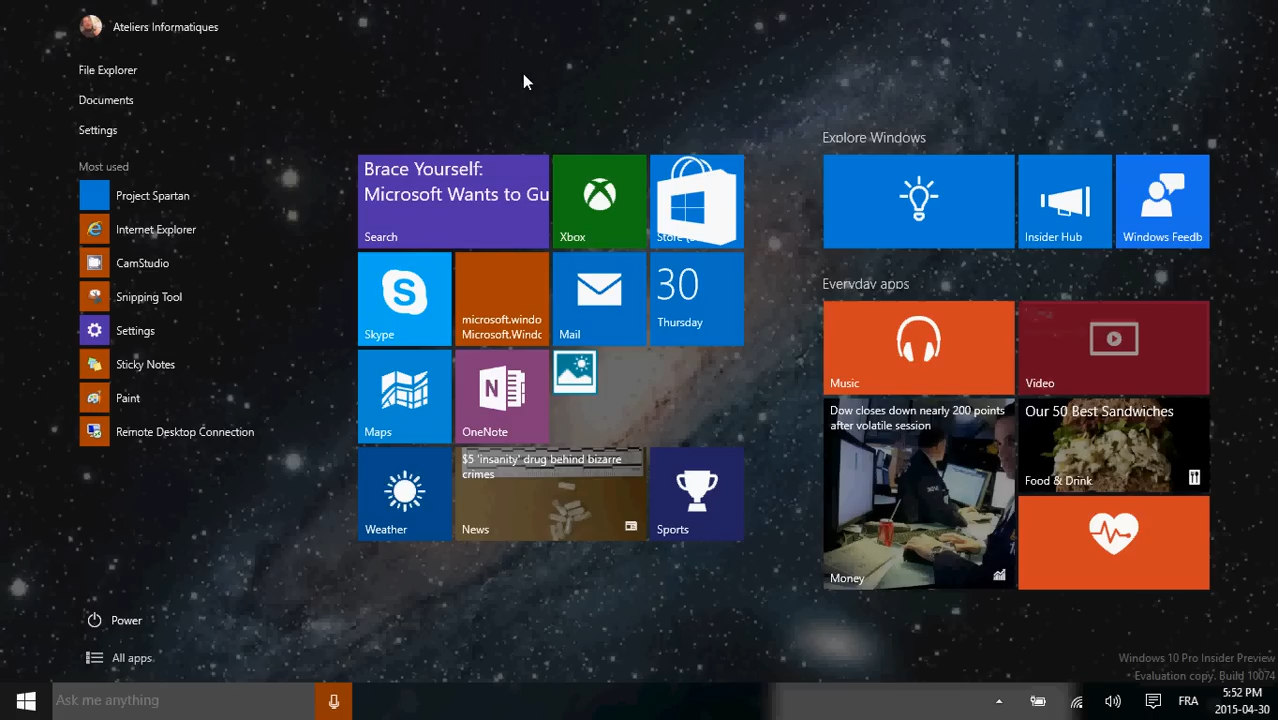 Ateliers Informatiques
File Explorer
Documents
Settings
Most used
Project Spartan
Internet Explorer
CamStudio
Snipping Tool
Settings
Sticky Notes
Paint
Remote Desktop Connection
Power
All apps
Brace Yourself:
Microsoft Wants to Gu
Search
Xbox
Store (B
Skype
microsoft.windo
Microsoft.Windc
Mail
30
Thursday
Maps
OneNote
Weather
$5 'insanity' drug behind bizarre
crimes
News
Sports
Explore Windows
Insider Hub
Windows Feedb
Everyday apps
Music
Video
Dow closes down nearly 200 points
after volatile session
Money
Our 50 Best Sandwiches
Food & Drink
Windows 10 Pro Insider Preview
Evaluation copy. Build 10074
Ask me anything
FRA
5:52 PM
2015-04-30